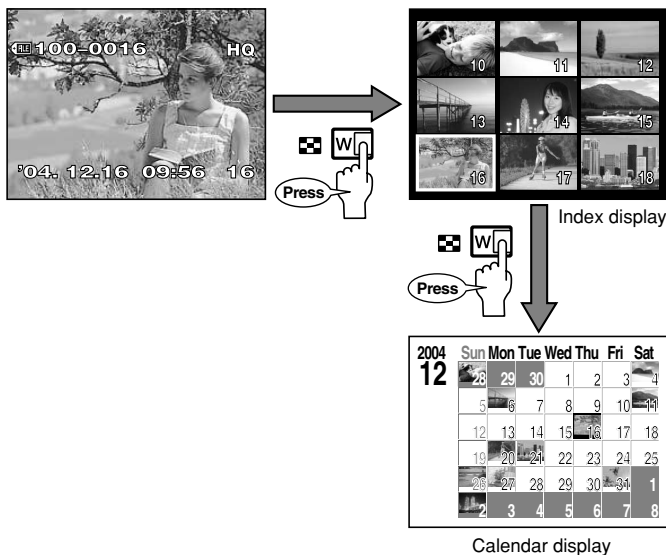 100-0016 HQ
'04. 12.16 09:56 16
W
Press
10 11 12
13 14 15
16 17 18
Index display
W
Press
2004 Sun Mon Tue Wed Thu Fri Sat
12 28 29 30 1 2 3 4
5 6 7 8 9 10 11
12 13 14 15 16 17 18
19 20 21 22 23 24 25
26 27 28 29 30 31 1
2 3 4 5 6 7 8
Calendar display